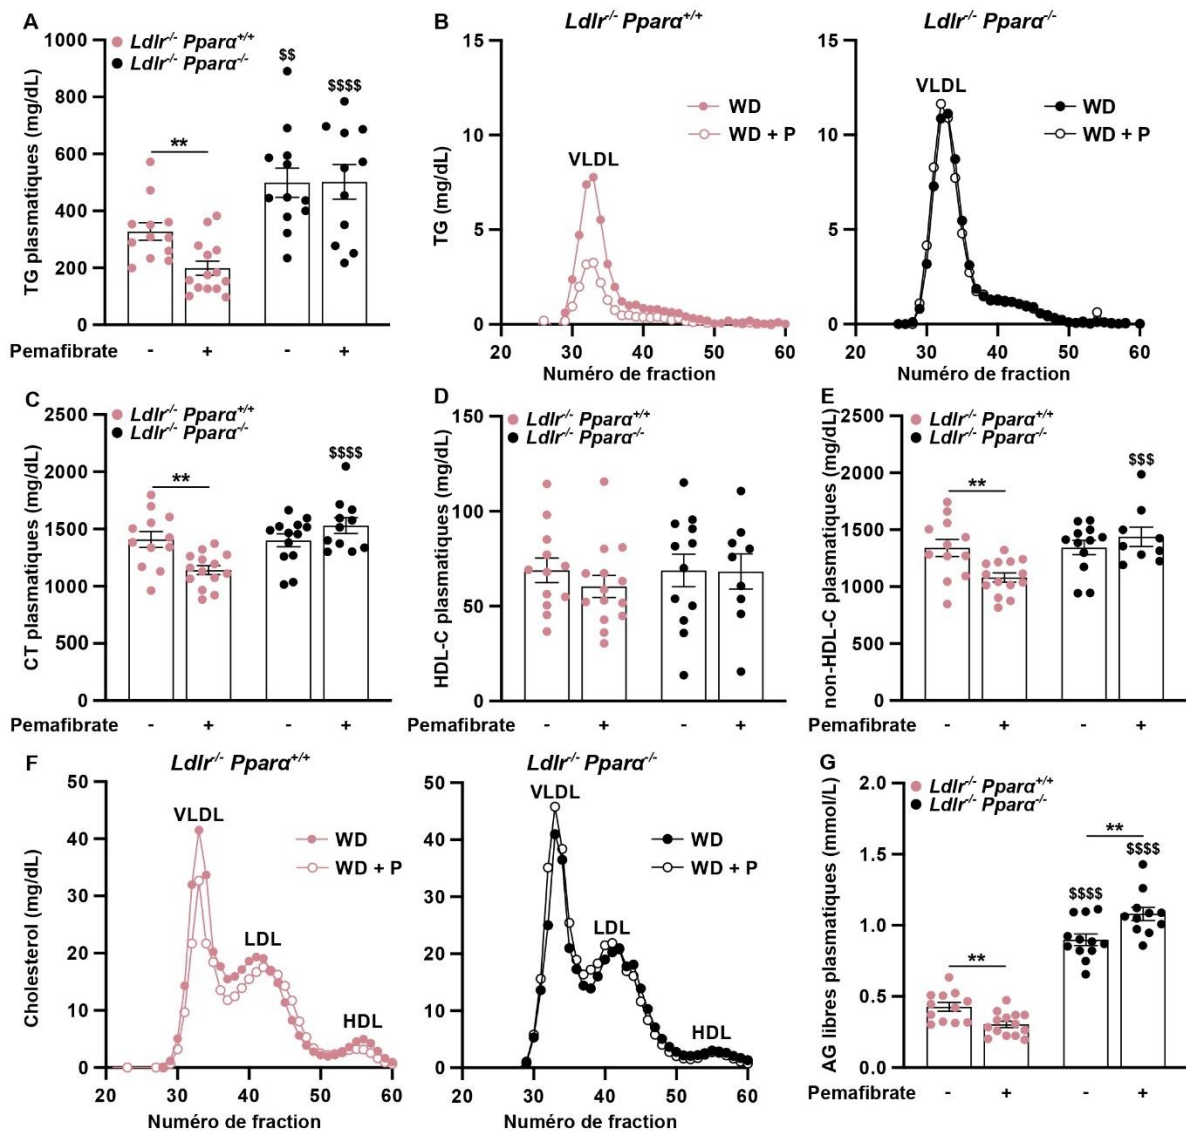 A
Ldlr-/- Pparα+/+
Ldlr-/- Pparα-/-
TG plasmatiques (mg/dL)
1000
800
600
400
200
0
**
$$
$$$$
Pemafibrate - + - +
B
Ldlr-/- Pparα+/+
TG (mg/dL)
15
10
5
0
VLDL
WD
WD + P
20 30 40 50 60
Numéro de fraction
Ldlr-/- Pparα-/-
15
10
5
0
VLDL
WD
WD + P
20 30 40 50 60
Numéro de fraction
C
Ldlr-/- Pparα+/+
Ldlr-/- Pparα-/-
CT plasmatiques (mg/dL)
2500
2000
1500
1000
500
0
**
$$$$
Pemafibrate - + - +
D
Ldlr-/- Pparα+/+
Ldlr-/- Pparα-/-
HDL-C plasmatiques (mg/dL)
150
100
50
0
Pemafibrate - + - +
E
Ldlr-/- Pparα+/+
Ldlr-/- Pparα-/-
non-HDL-C plasmatiques (mg/dL)
2500
2000
1500
1000
500
0
**
$$$
Pemafibrate - + - +
F
Ldlr-/- Pparα+/+
Cholesterol (mg/dL)
50
40
30
20
10
0
VLDL
LDL
HDL
WD
WD + P
20 30 40 50 60
Numéro de fraction
Ldlr-/- Pparα-/-
50
40
30
20
10
0
VLDL
LDL
HDL
WD
WD + P
20 30 40 50 60
Numéro de fraction
G
Ldlr-/- Pparα+/+
Ldlr-/- Pparα-/-
AG libres plasmatiques (mmol/L)
2.0
1.5
1.0
0.5
0.0
**
**
$$$$
$$$$
Pemafibrate - + - +